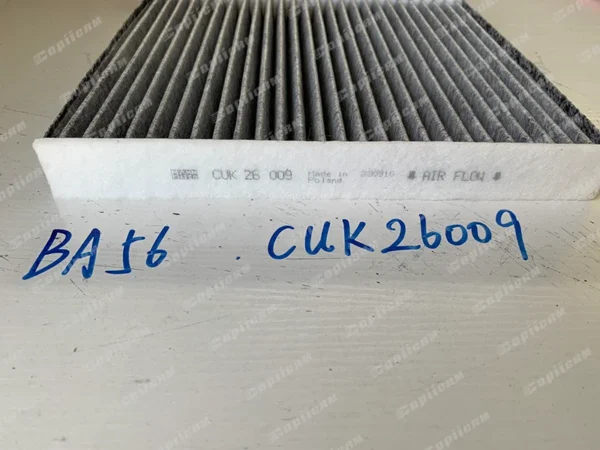 CUK 26 009 Made in Poland # AIR FLOW #
BA56 . CUK26009